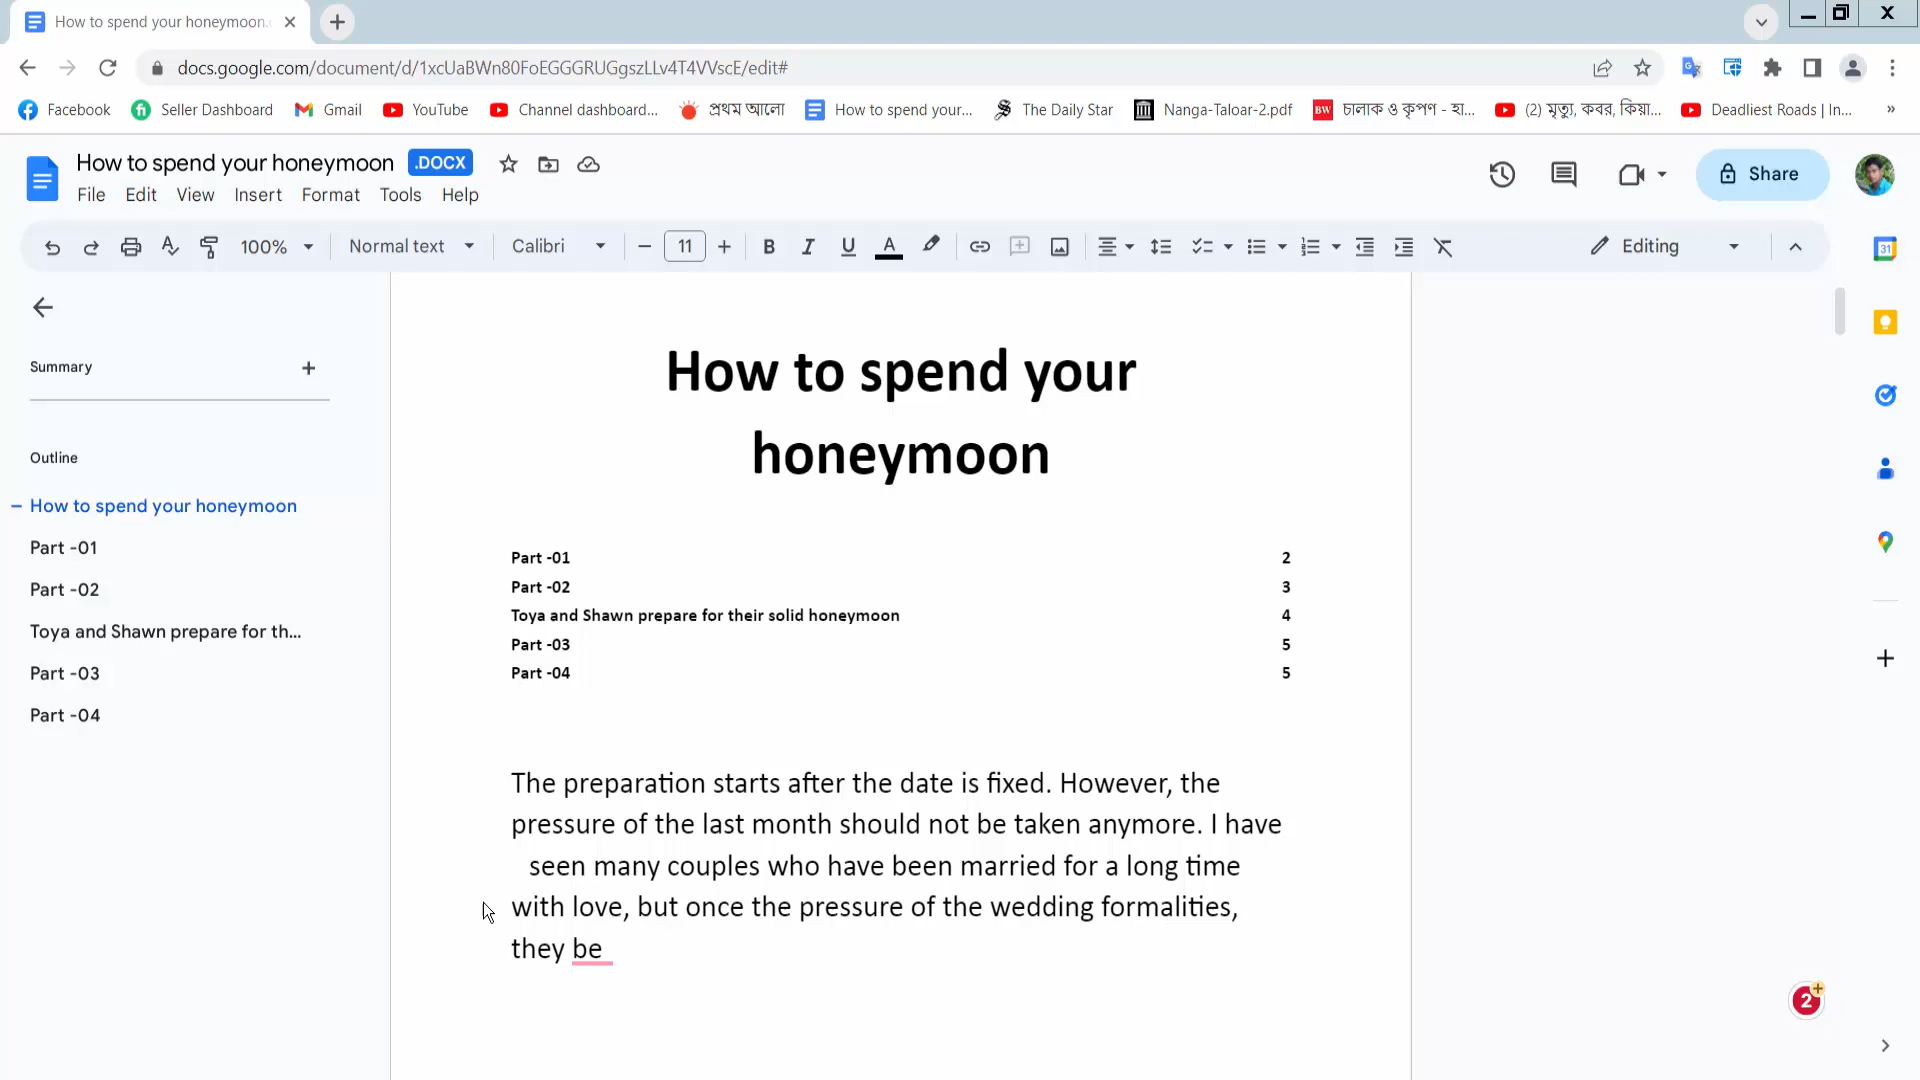 How to spend your honeymoon.
docs.google.com/document/d/1xcUaBWn80FoEGGGRUGgszLLv4T4VVscE/edit#
Facebook Seller Dashboard Gmail YouTube Channel dashboard... প্রথম আলো How to spend your... The Daily Star Nanga-Taloar-2.pdf BW চালাক ও কৃপণ - হা... (2) মৃত্যু, কবর, কিয়া... Deadliest Roads | In... »
How to spend your honeymoon .DOCX
Share
File Edit View Insert Format Tools Help
100% Normal text Calibri − 11 + B I U A Editing
31
Summary +
Outline
How to spend your honeymoon
Part -01
Part -02
Toya and Shawn prepare for th...
Part -03
Part -04
How to spend your
honeymoon
Part -01 2
Part -02 3
Toya and Shawn prepare for their solid honeymoon 4
Part -03 5
Part -04 5
The preparation starts after the date is fixed. However, the
pressure of the last month should not be taken anymore. I have
seen many couples who have been married for a long time
with love, but once the pressure of the wedding formalities,
they be
2